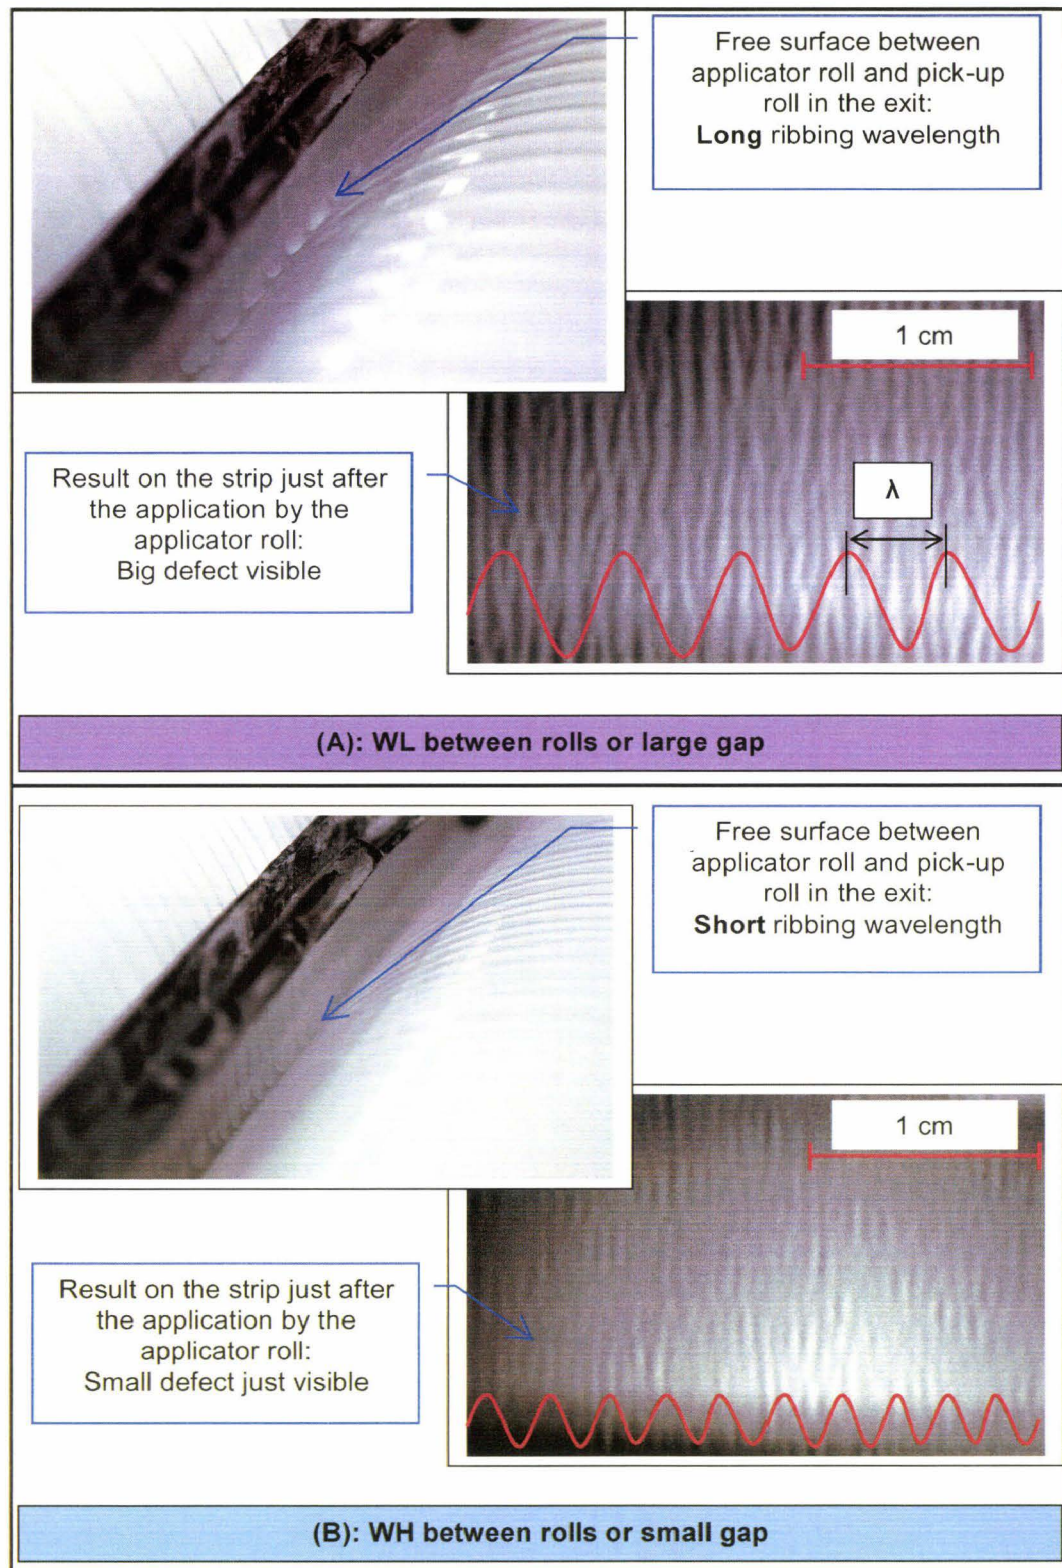 Free surface between
applicator roll and pick-up
roll in the exit:
Long ribbing wavelength
1 cm
λ
Result on the strip just after
the application by the
applicator roll:
Big defect visible
(A): WL between rolls or large gap
Free surface between
applicator roll and pick-up
roll in the exit:
Short ribbing wavelength
1 cm
Result on the strip just after
the application by the
applicator roll:
Small defect just visible
(B): WH between rolls or small gap